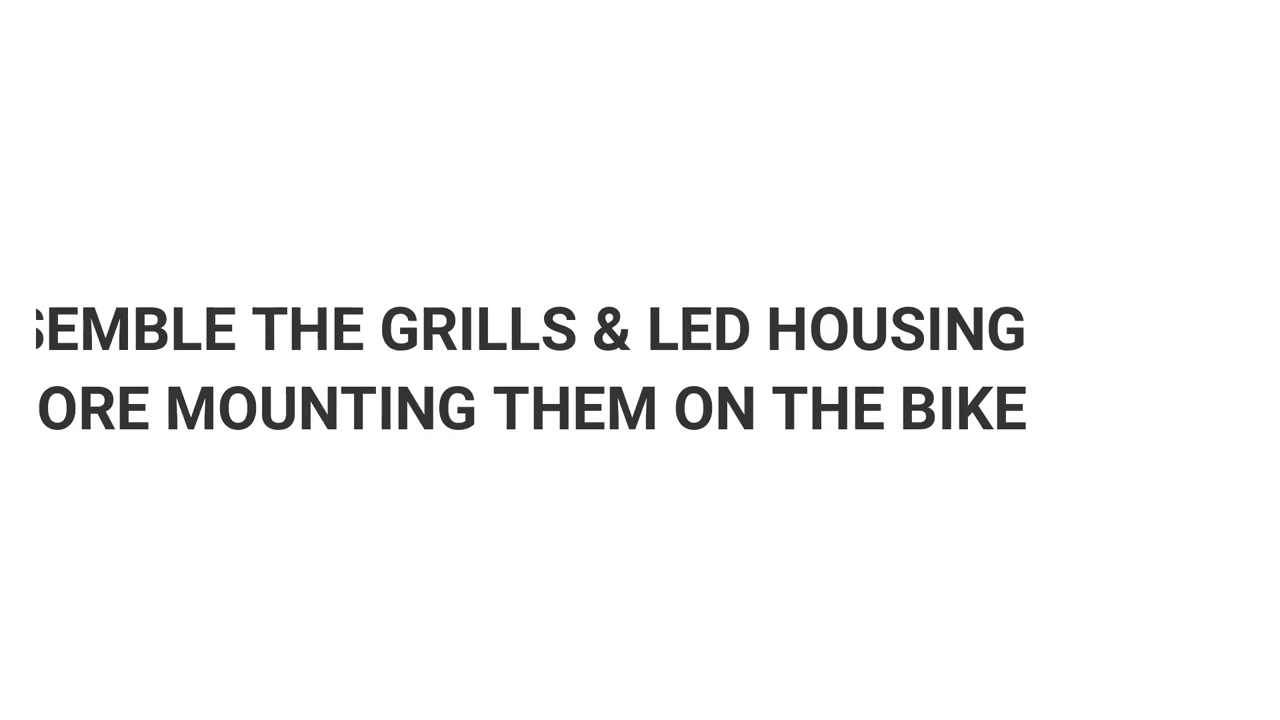 SEMBLE THE GRILLS & LED HOUSING
ORE MOUNTING THEM ON THE BIKE